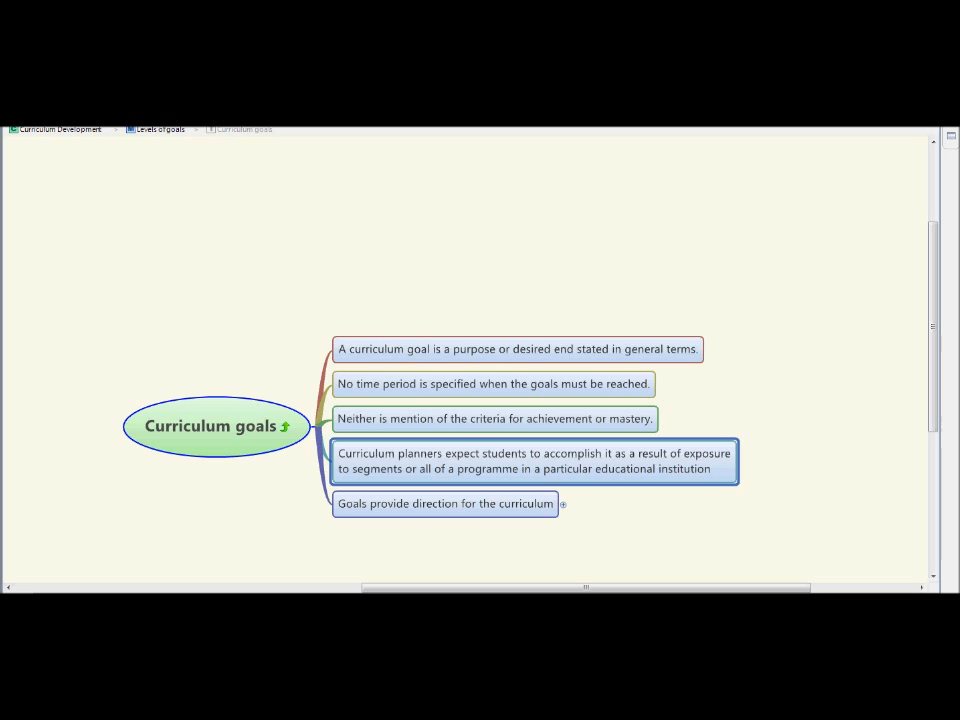 Curriculum Development > Levels of goals > Curriculum goals
A curriculum goal is a purpose or desired end stated in general terms.
No time period is specified when the goals must be reached.
Neither is mention of the criteria for achievement or mastery.
Curriculum goals
Curriculum planners expect students to accomplish it as a result of exposure
to segments or all of a programme in a particular educational institution
Goals provide direction for the curriculum